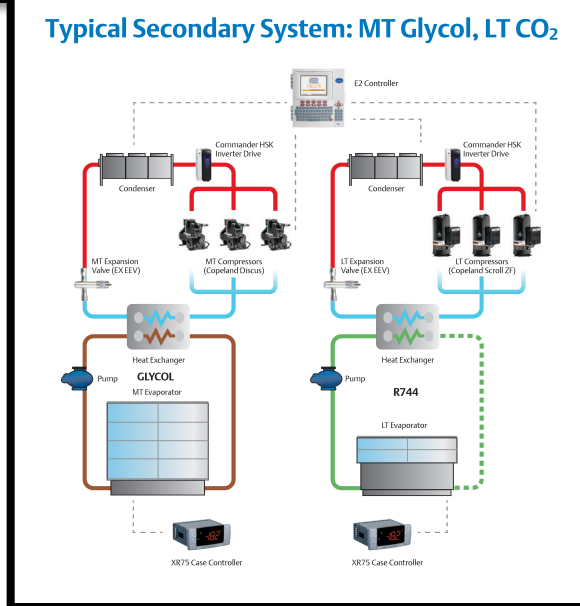 Typical Secondary System: MT Glycol, LT CO₂
E2 Controller
Commander HSK
Inverter Drive
Condenser
MT Expansion
Valve (EX EEV)
MT Compressors
(Copeland Discus)
Heat Exchanger
Pump
GLYCOL
MT Evaporator
XR75 Case Controller
Commander HSK
Inverter Drive
Condenser
LT Expansion
Valve (EX EEV)
LT Compressors
(Copeland Scroll ZF)
Heat Exchanger
Pump
R744
LT Evaporator
XR75 Case Controller